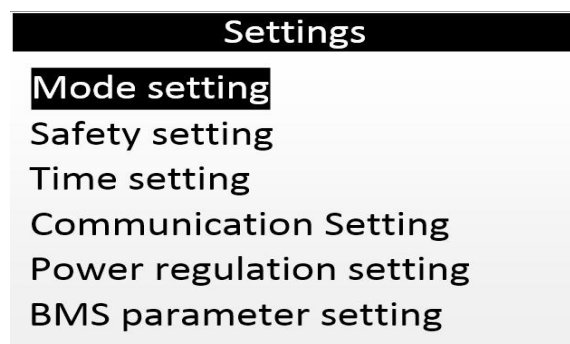 Settings
Mode setting
Safety setting
Time setting
Communication Setting
Power regulation setting
BMS parameter setting